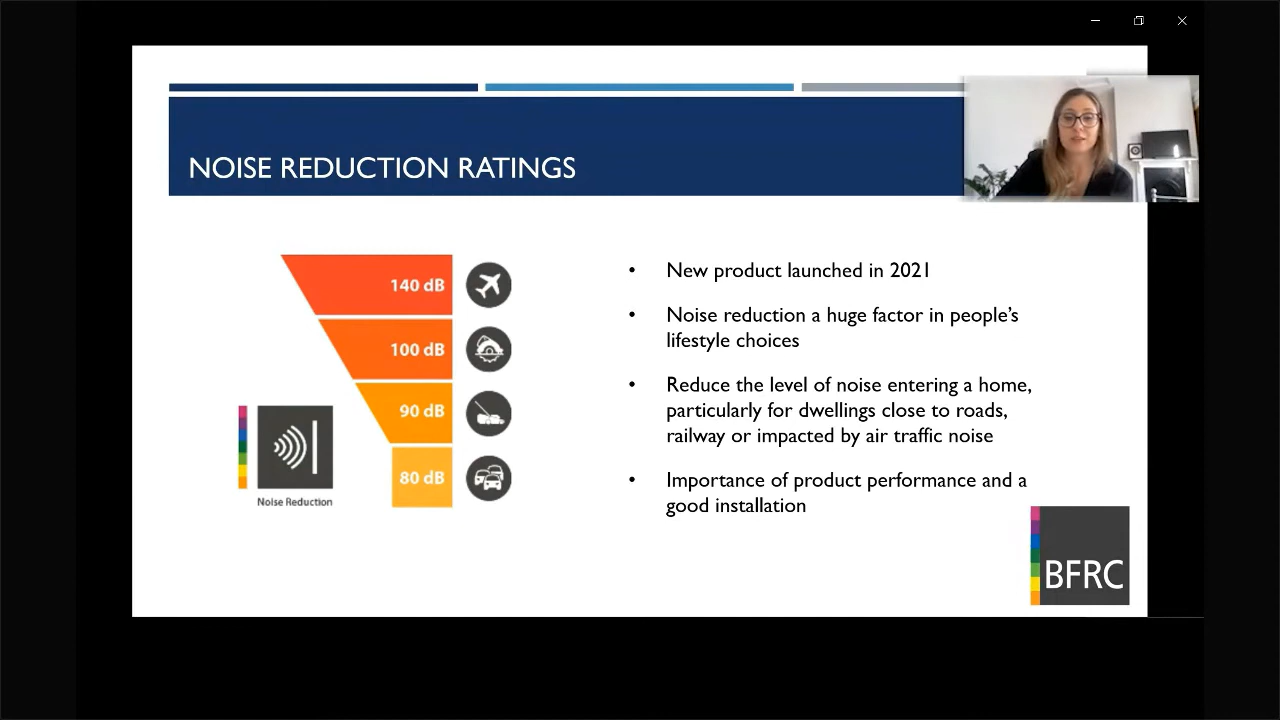 NOISE REDUCTION RATINGS
140 dB
100 dB
90 dB
80 dB
Noise Reduction
• New product launched in 2021
• Noise reduction a huge factor in people’s
lifestyle choices
• Reduce the level of noise entering a home,
particularly for dwellings close to roads,
railway or impacted by air traffic noise
• Importance of product performance and a
good installation
BFRC